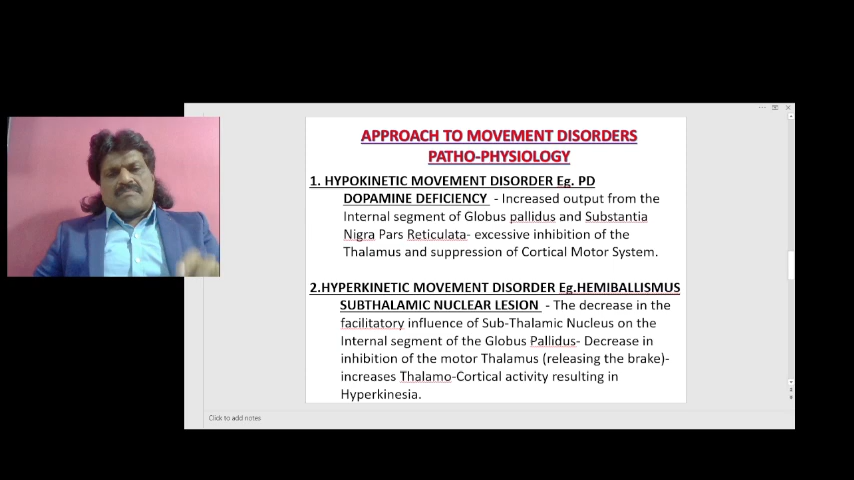 APPROACH TO MOVEMENT DISORDERS
PATHO-PHYSIOLOGY
1. HYPOKINETIC MOVEMENT DISORDER Eg. PD
DOPAMINE DEFICIENCY - Increased output from the
Internal segment of Globus pallidus and Substantia
Nigra Pars Reticulata- excessive inhibition of the
Thalamus and suppression of Cortical Motor System.
2.HYPERKINETIC MOVEMENT DISORDER Eg.HEMIBALLISMUS
SUBTHALAMIC NUCLEAR LESION - The decrease in the
facilitatory influence of Sub-Thalamic Nucleus on the
Internal segment of the Globus Pallidus- Decrease in
inhibition of the motor Thalamus (releasing the brake)-
increases Thalamo-Cortical activity resulting in
Hyperkinesia.
Click to add notes